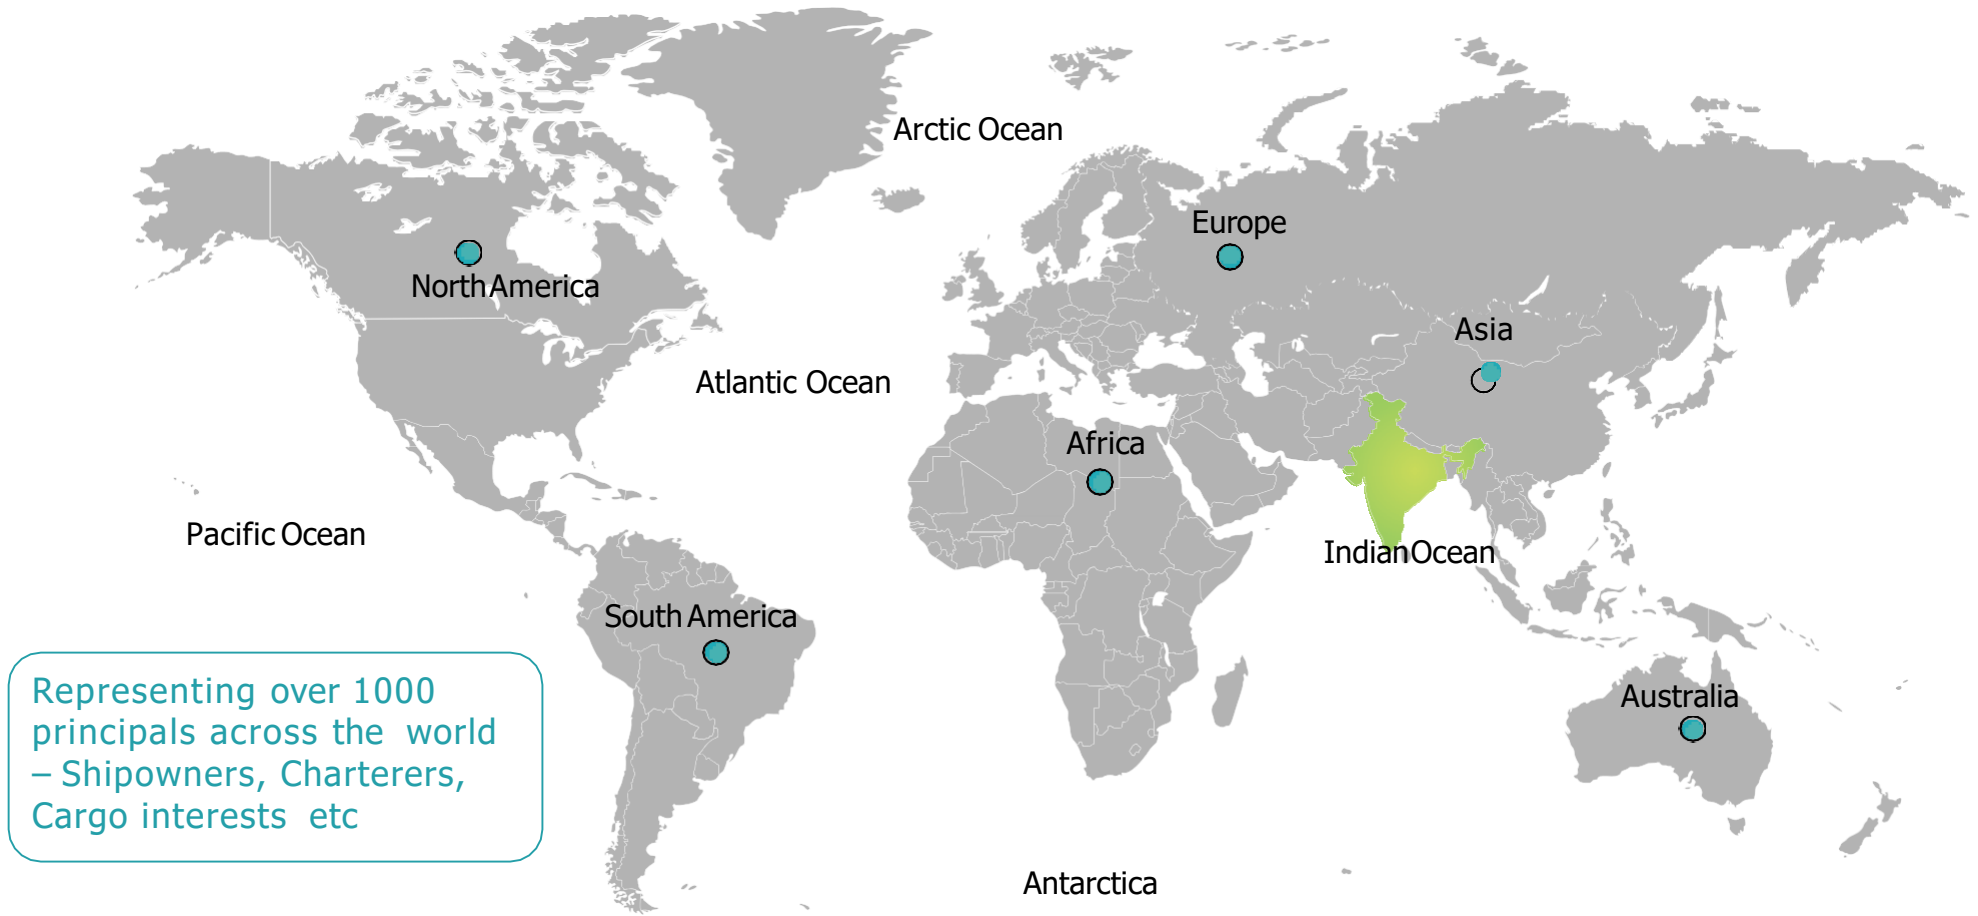 Arctic Ocean
Europe
North America
Asia
Atlantic Ocean
Africa
Pacific Ocean
Indian Ocean
South America
Representing over 1000
principals across the world
– Shipowners, Charterers,
Cargo interests etc
Australia
Antarctica